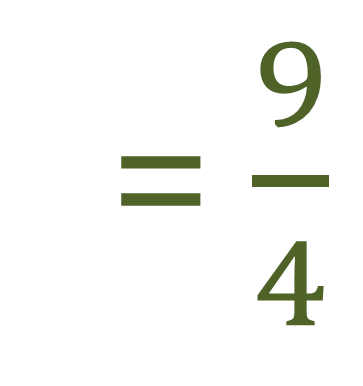 = 9/4